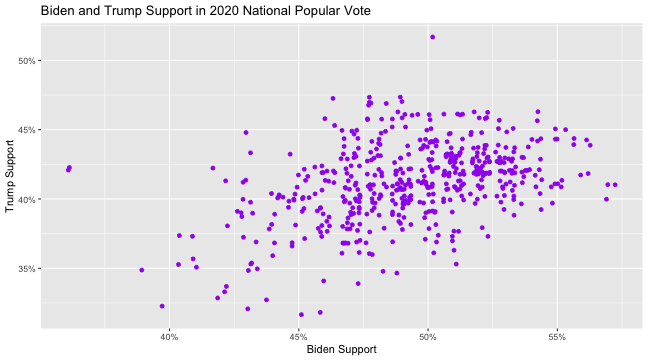 Biden and Trump Support in 2020 National Popular Vote
Trump Support
50%
45%
40%
35%
40%
45%
50%
55%
Biden Support